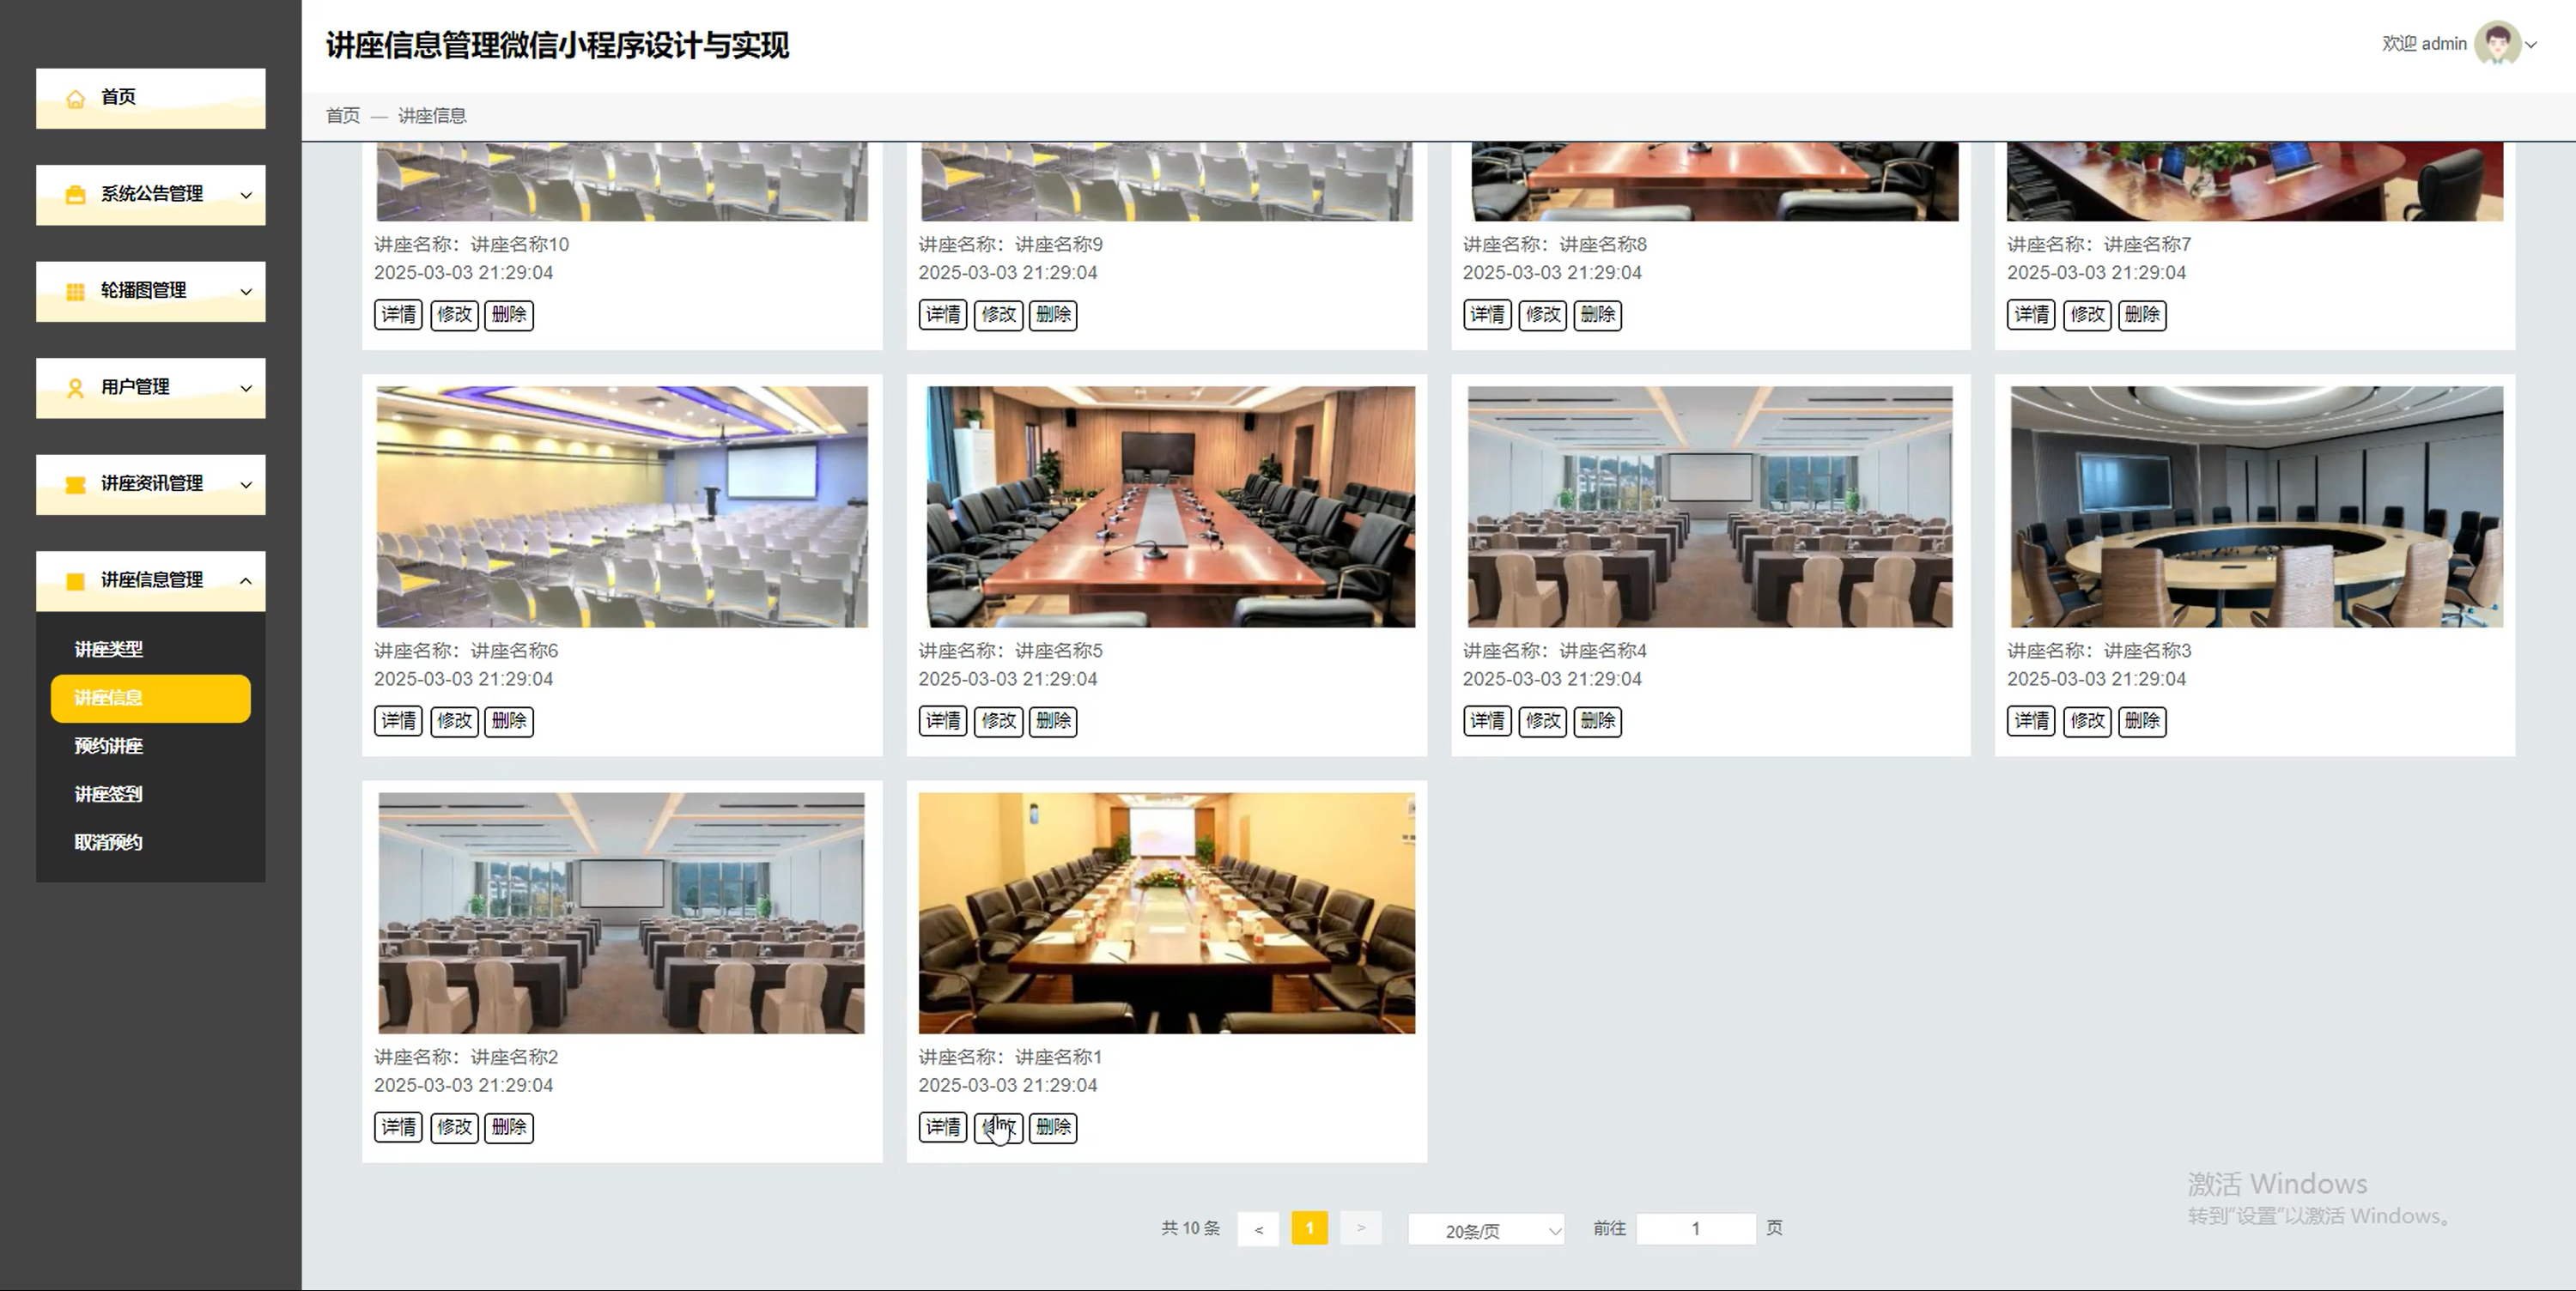 讲座信息管理微信小程序设计与实现
欢迎 admin
首页 — 讲座信息
首页
系统公告管理
轮播图管理
用户管理
讲座资讯管理
讲座信息管理
讲座类型
讲座信息
预约讲座
讲座签到
取消预约
讲座名称：讲座名称10
2025-03-03 21:29:04
详情 修改 删除
讲座名称：讲座名称9
2025-03-03 21:29:04
详情 修改 删除
讲座名称：讲座名称8
2025-03-03 21:29:04
详情 修改 删除
讲座名称：讲座名称7
2025-03-03 21:29:04
详情 修改 删除
讲座名称：讲座名称6
2025-03-03 21:29:04
详情 修改 删除
讲座名称：讲座名称5
2025-03-03 21:29:04
详情 修改 删除
讲座名称：讲座名称4
2025-03-03 21:29:04
详情 修改 删除
讲座名称：讲座名称3
2025-03-03 21:29:04
详情 修改 删除
讲座名称：讲座名称2
2025-03-03 21:29:04
详情 修改 删除
讲座名称：讲座名称1
2025-03-03 21:29:04
详情 修改 删除
共 10 条 < 1 > 20条/页 前往 1 页
激活 Windows
转到"设置"以激活 Windows。